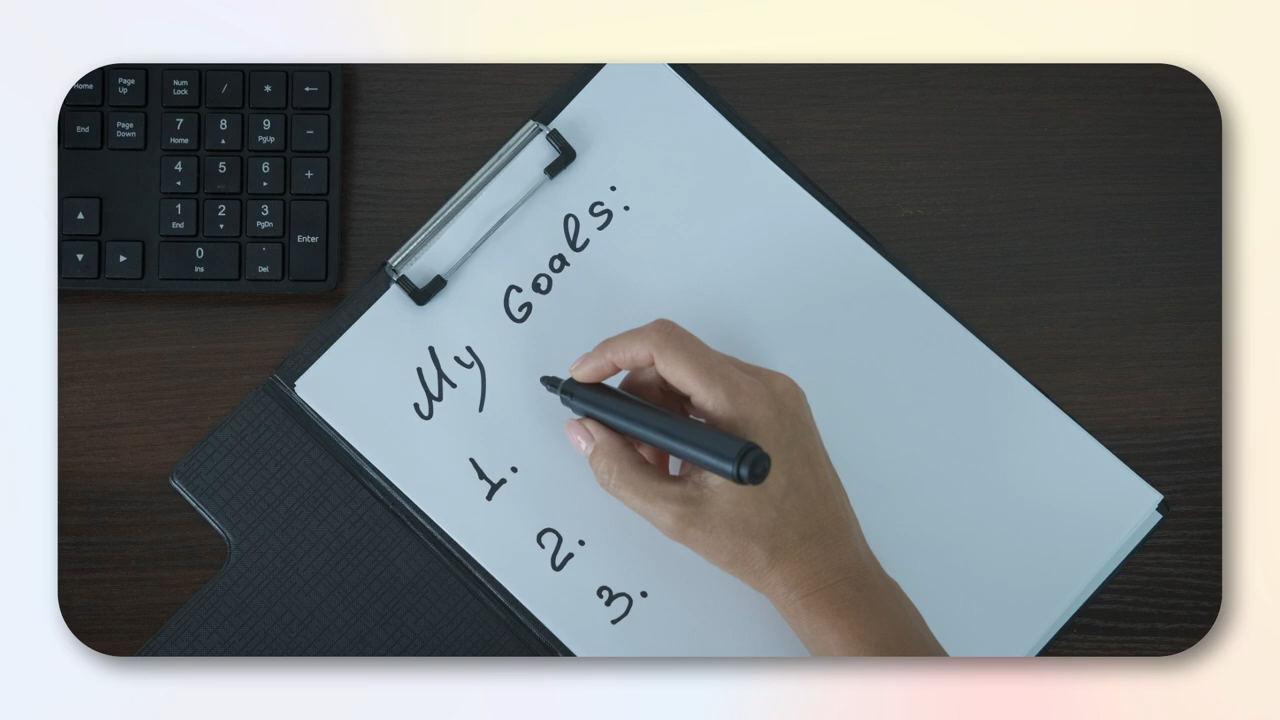 Home Page Up Num Lock / * ←
End Page Down 7 Home 8 ▲ 9 PgUp -
4 ◄ 5 6 ► +
▲ 1 End 2 ▼ 3 PgDn Enter
▼ ► 0 Ins . Del
My Goals:
1.
2.
3.